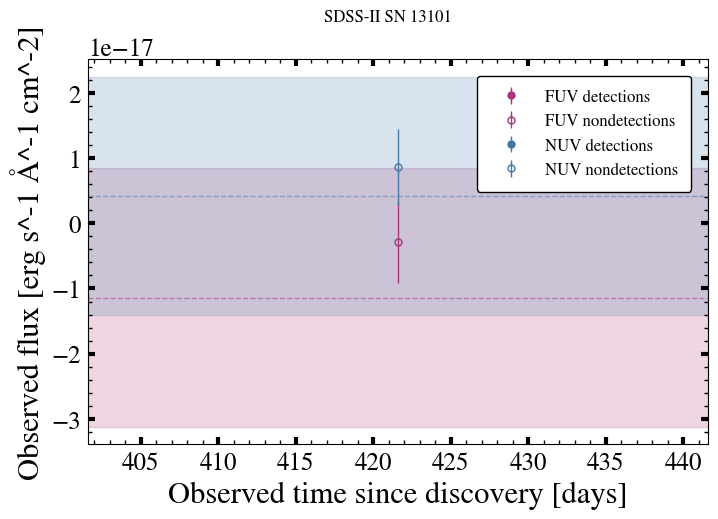 SDSS-II SN 13101
1e−17
Observed flux [erg s^-1 Å^-1 cm^-2]
2
1
0
−1
−2
−3
FUV detections
FUV nondetections
NUV detections
NUV nondetections
405 410 415 420 425 430 435 440
Observed time since discovery [days]